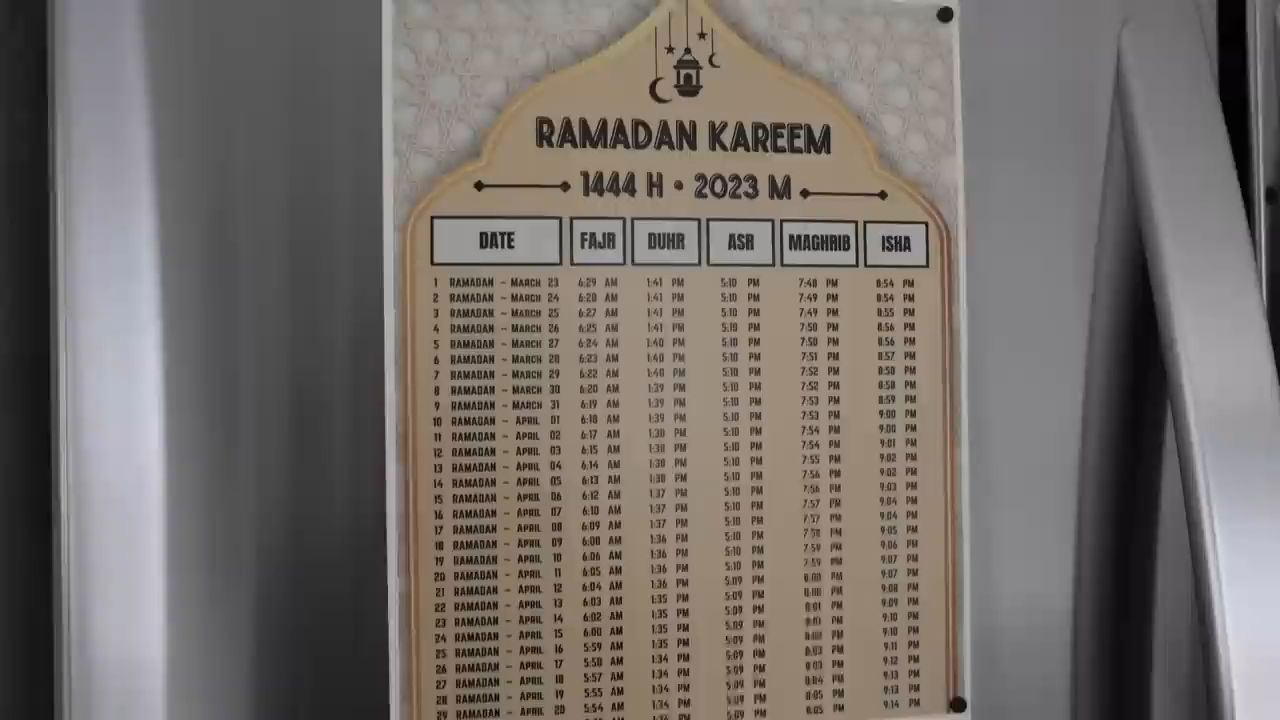 RAMADAN KAREEM
1444 H • 2023 M
DATE FAJR DUHR ASR MAGHRIB ISHA
1 RAMADAN - MARCH 23 6:29 AM 1:41 PM 5:10 PM 7:48 PM 8:54 PM
2 RAMADAN - MARCH 24 6:28 AM 1:41 PM 5:10 PM 7:49 PM 8:54 PM
3 RAMADAN - MARCH 25 6:27 AM 1:41 PM 5:10 PM 7:49 PM 8:55 PM
4 RAMADAN - MARCH 26 6:25 AM 1:41 PM 5:10 PM 7:50 PM 8:56 PM
5 RAMADAN - MARCH 27 6:24 AM 1:40 PM 5:10 PM 7:50 PM 8:56 PM
6 RAMADAN - MARCH 28 6:23 AM 1:40 PM 5:10 PM 7:51 PM 8:57 PM
7 RAMADAN - MARCH 29 6:22 AM 1:40 PM 5:10 PM 7:52 PM 8:58 PM
8 RAMADAN - MARCH 30 6:20 AM 1:39 PM 5:10 PM 7:52 PM 8:58 PM
9 RAMADAN - MARCH 31 6:19 AM 1:39 PM 5:10 PM 7:53 PM 8:59 PM
10 RAMADAN - APRIL 01 6:18 AM 1:39 PM 5:10 PM 7:53 PM 9:00 PM
11 RAMADAN - APRIL 02 6:17 AM 1:38 PM 5:10 PM 7:54 PM 9:00 PM
12 RAMADAN - APRIL 03 6:15 AM 1:38 PM 5:10 PM 7:54 PM 9:01 PM
13 RAMADAN - APRIL 04 6:14 AM 1:38 PM 5:10 PM 7:55 PM 9:02 PM
14 RAMADAN - APRIL 05 6:13 AM 1:38 PM 5:10 PM 7:56 PM 9:02 PM
15 RAMADAN - APRIL 06 6:12 AM 1:37 PM 5:10 PM 7:56 PM 9:03 PM
16 RAMADAN - APRIL 07 6:10 AM 1:37 PM 5:10 PM 7:57 PM 9:04 PM
17 RAMADAN - APRIL 08 6:09 AM 1:37 PM 5:10 PM 7:57 PM 9:04 PM
18 RAMADAN - APRIL 09 6:08 AM 1:36 PM 5:10 PM 7:58 PM 9:05 PM
19 RAMADAN - APRIL 10 6:06 AM 1:36 PM 5:10 PM 7:59 PM 9:06 PM
20 RAMADAN - APRIL 11 6:05 AM 1:36 PM 5:10 PM 7:59 PM 9:07 PM
21 RAMADAN - APRIL 12 6:04 AM 1:36 PM 5:09 PM 8:00 PM 9:07 PM
22 RAMADAN - APRIL 13 6:03 AM 1:35 PM 5:09 PM PM 9:08 PM
23 RAMADAN - APRIL 14 6:02 AM 1:35 PM 5:09 PM 8:01 PM 9:09 PM
24 RAMADAN - APRIL 15 6:00 AM 1:35 PM 5:09 PM PM 9:10 PM
25 RAMADAN - APRIL 16 5:59 AM 1:35 PM 5:09 PM PM 9:10 PM
26 RAMADAN - APRIL 17 5:58 AM 1:34 PM 5:09 PM 8:03 PM 9:11 PM
27 RAMADAN - APRIL 18 5:57 AM 1:34 PM 5:09 PM 8:03 PM 9:12 PM
28 RAMADAN - APRIL 19 5:55 AM 1:34 PM 5:09 PM 8:04 PM 9:13 PM
29 RAMADAN - APRIL 20 5:54 AM 1:34 PM 5:09 PM 8:05 PM 9:13 PM